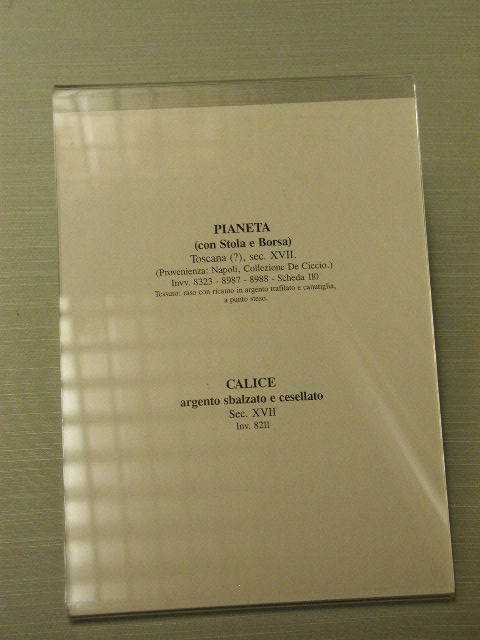 PIANETA
(con Stola e Borsa)
Toscana (?), sec. XVII.
(Provenienza: Napoli, Collezione De Ciccio.)
Invv. 8323 - 8987 - 8988 - Scheda 110
Tessuto: raso con ricamo in argento trafilato e canutiglia,
a punto steso.
CALICE
argento sbalzato e cesellato
Sec. XVII
Inv. 8211